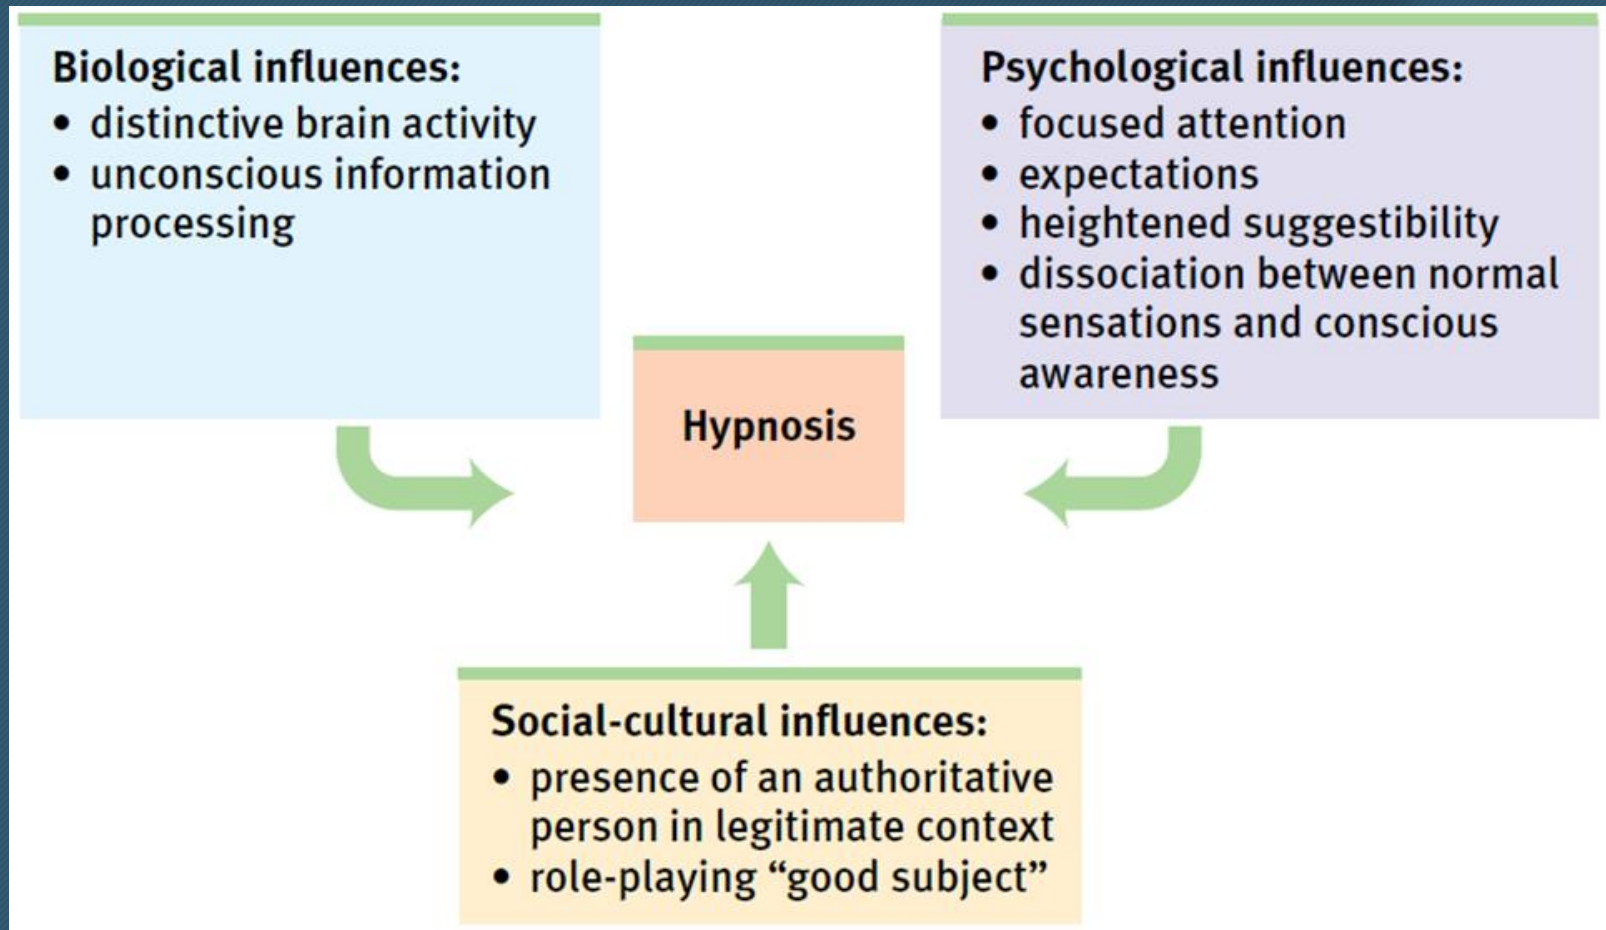 Biological influences:
• distinctive brain activity
• unconscious information
processing
Psychological influences:
• focused attention
• expectations
• heightened suggestibility
• dissociation between normal
sensations and conscious
awareness
Hypnosis
Social-cultural influences:
• presence of an authoritative
person in legitimate context
• role-playing “good subject”